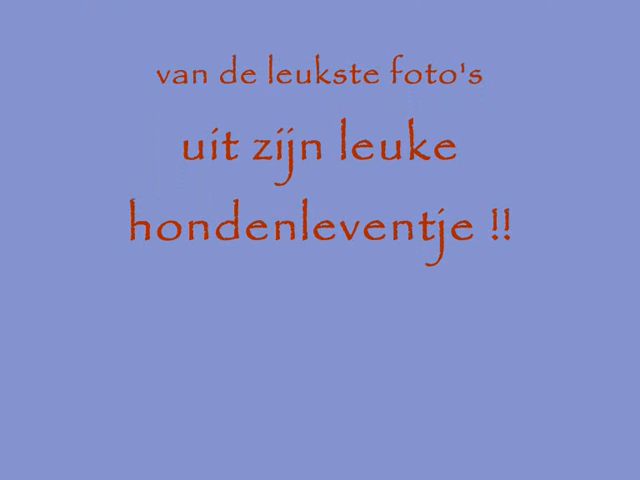 van de leukste foto's
uit zijn leuke
hondenleventje !!